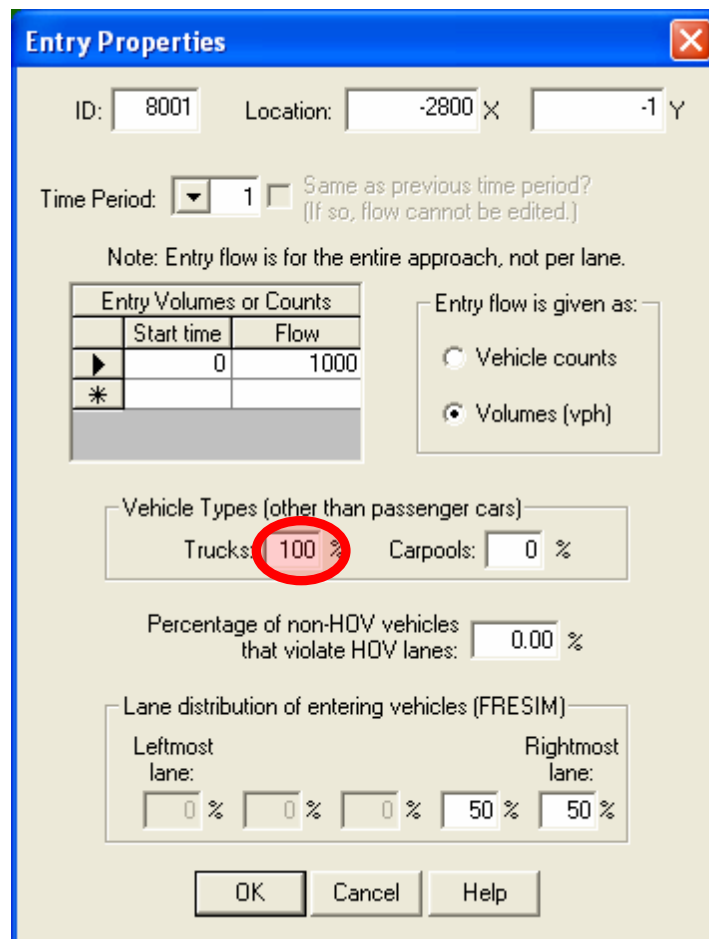 Entry Properties
ID: 8001 Location: -2800 X -1 Y
Time Period: 1 Same as previous time period?
(If so, flow cannot be edited.)
Note: Entry flow is for the entire approach, not per lane.
Entry Volumes or Counts
Start time Flow
0 1000
Entry flow is given as:
Vehicle counts
Volumes (vph)
Vehicle Types (other than passenger cars)
Trucks: 100 % Carpools: 0 %
Percentage of non-HOV vehicles
that violate HOV lanes: 0.00 %
Lane distribution of entering vehicles (FRESIM)
Leftmost Rightmost
lane: lane:
0 % 0 % 0 % 50 % 50 %
OK Cancel Help